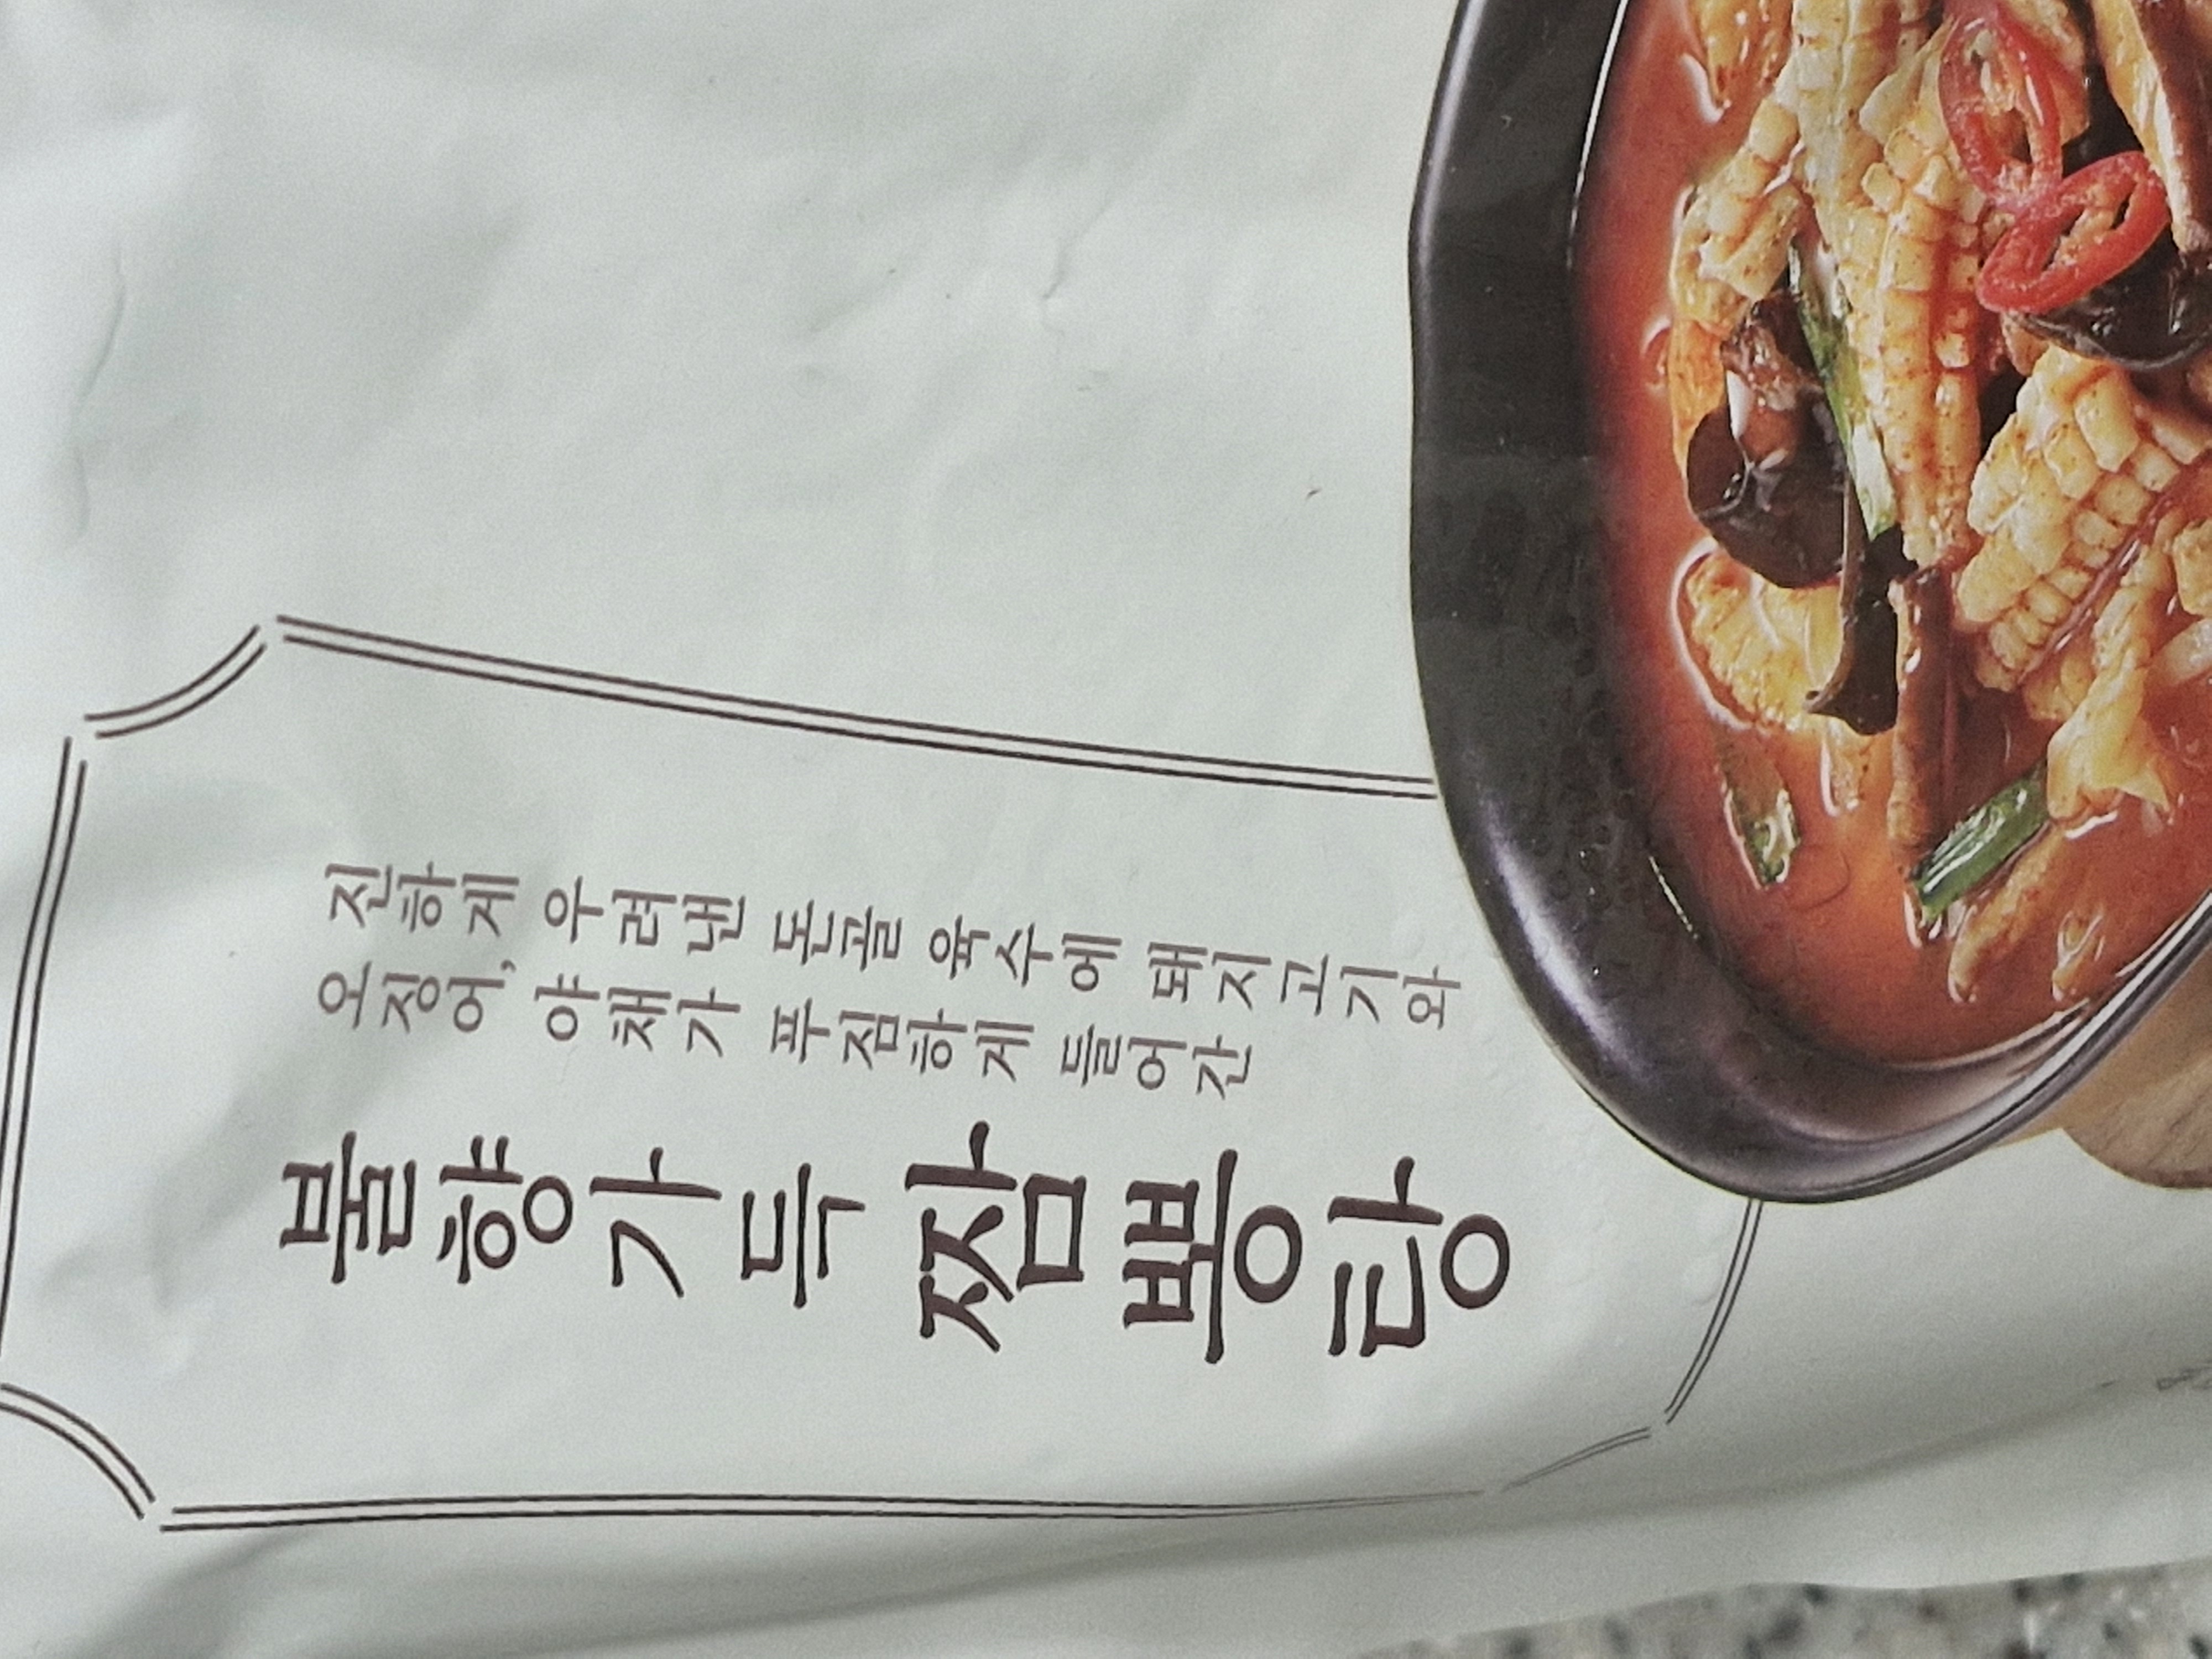 진하게 우려낸 돈골 육수에 돼지고기와
오징어, 야채가 푸짐하게 들어간
불향가득 짬뽕탕